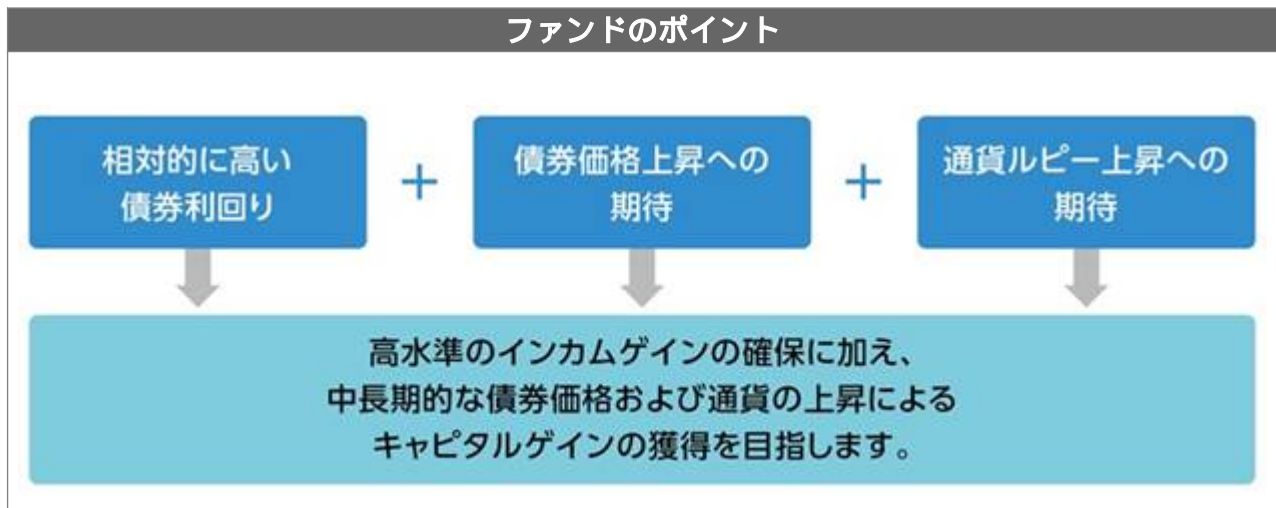 ファンドのポイント
相対的に高い
債券利回り
+
債券価格上昇への
期待
+
通貨ルピー上昇への
期待
高水準のインカムゲインの確保に加え、
中長期的な債券価格および通貨の上昇による
キャピタルゲインの獲得を目指します。